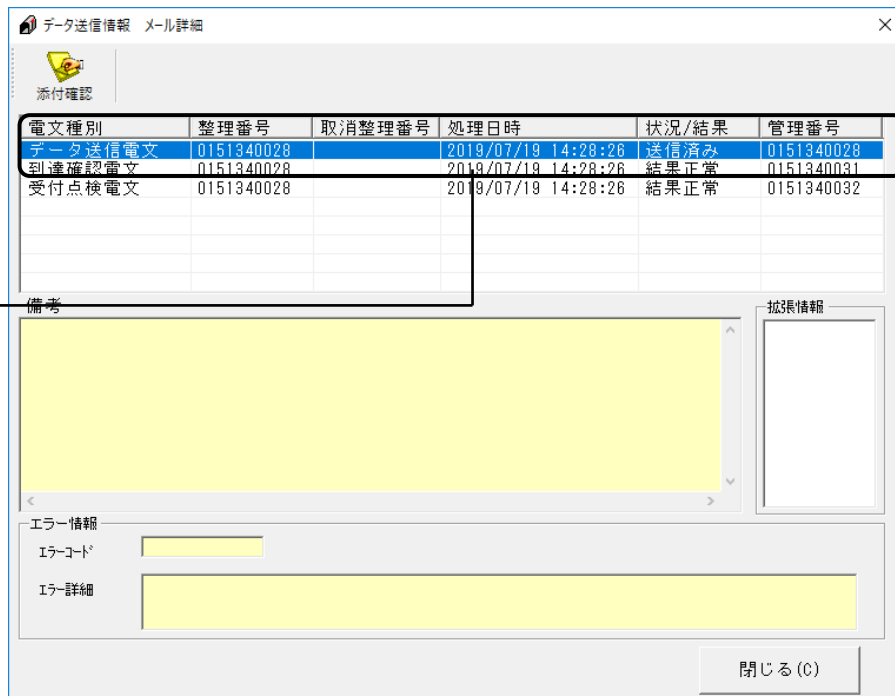 データ送信情報 メール詳細
添付確認
電文種別 整理番号 取消整理番号 処理日時 状況/結果 管理番号
データ送信電文 0151340028 2019/07/19 14:28:26 送信済み 0151340028
到達確認電文 0151340028 2019/07/19 14:28:26 結果正常 0151340031
受付点検電文 0151340028 2019/07/19 14:28:26 結果正常 0151340032
備考 拡張情報
エラー情報
エラーコード
エラー詳細
閉じる(C)